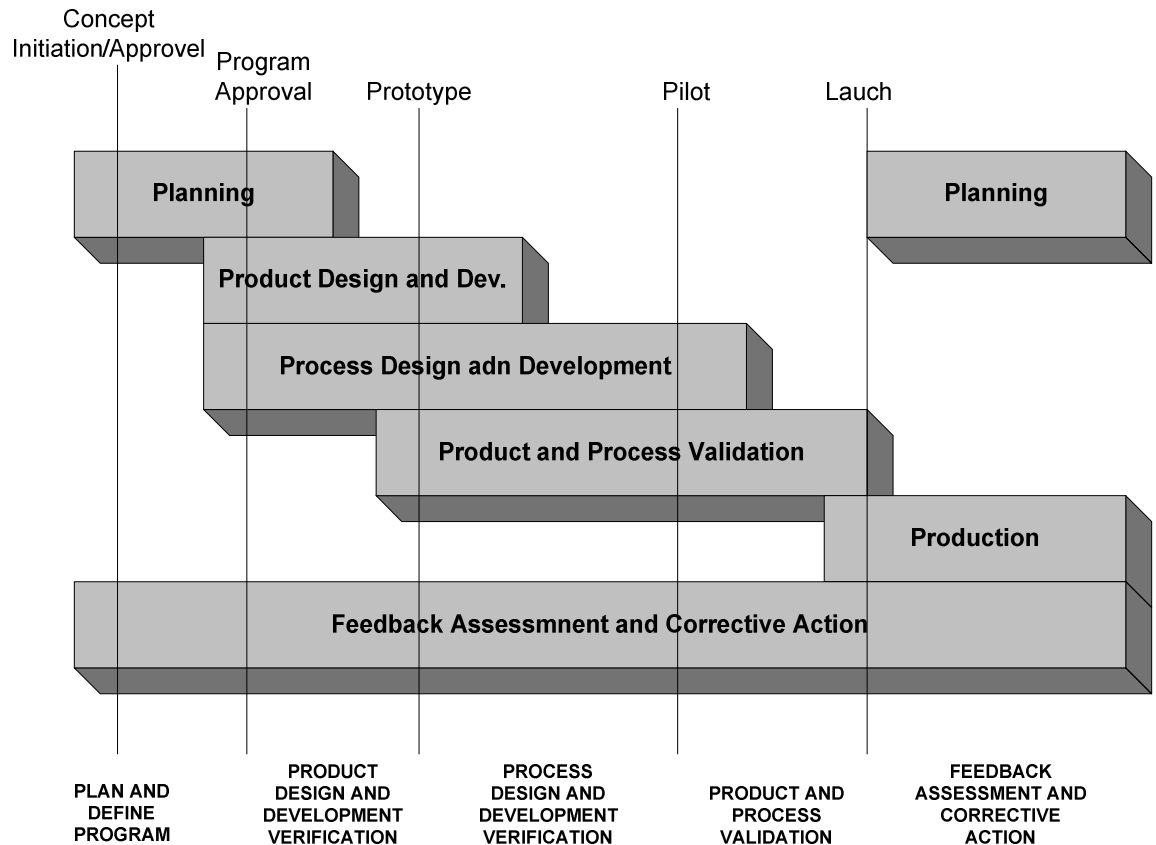 Concept
Initiation/Approvel
Program
Approval
Prototype
Pilot
Lauch
Planning
Planning
Product Design and Dev.
Process Design adn Development
Product and Process Validation
Production
Feedback Assessmnent and Corrective Action
PLAN AND
DEFINE
PROGRAM
PRODUCT
DESIGN AND
DEVELOPMENT
VERIFICATION
PROCESS
DESIGN AND
DEVELOPMENT
VERIFICATION
PRODUCT AND
PROCESS
VALIDATION
FEEDBACK
ASSESSMENT AND
CORRECTIVE
ACTION